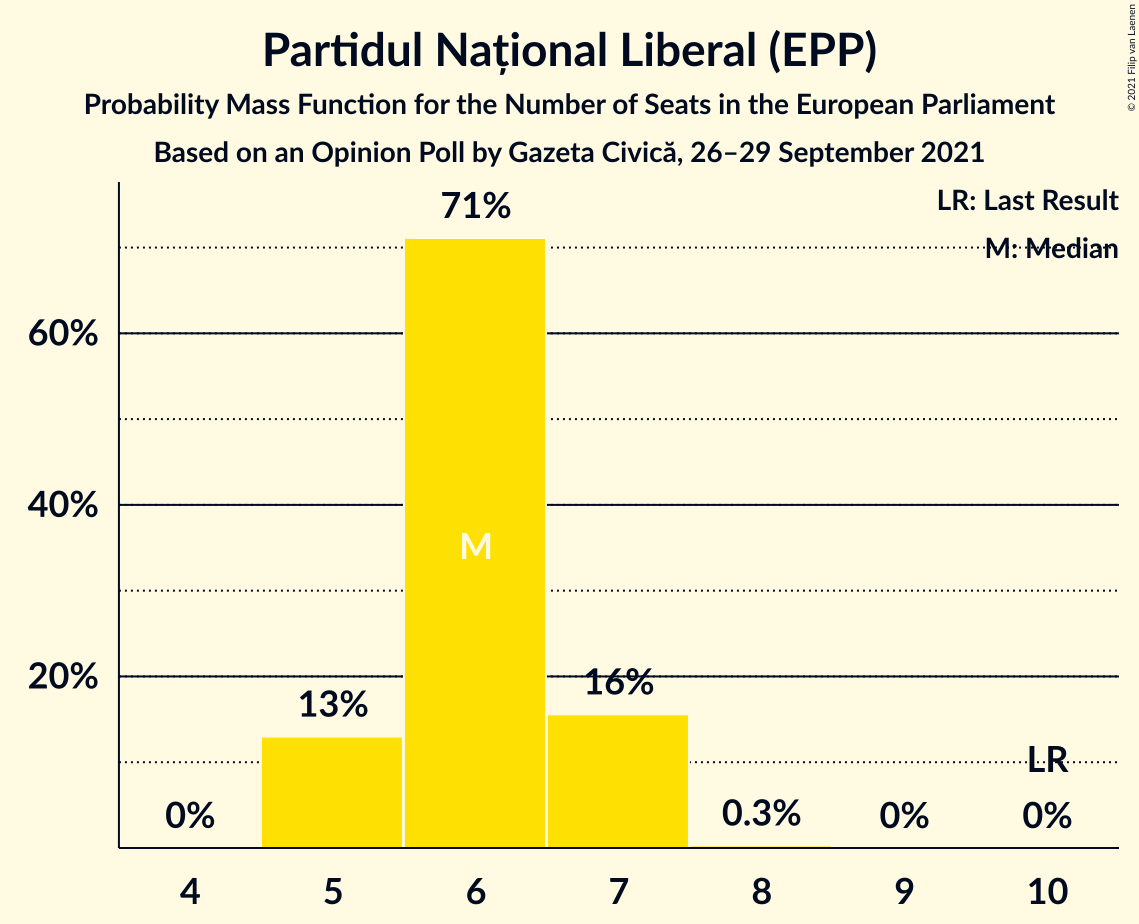 Partidul Național Liberal (EPP)
Probability Mass Function for the Number of Seats in the European Parliament
Based on an Opinion Poll by Gazeta Civică, 26–29 September 2021
© 2021 Filip van Laenen
LR: Last Result
M: Median
71%
60%
40%
M
20%
16%
13%
LR
0%
0.3%
0%
0%
4 5 6 7 8 9 10